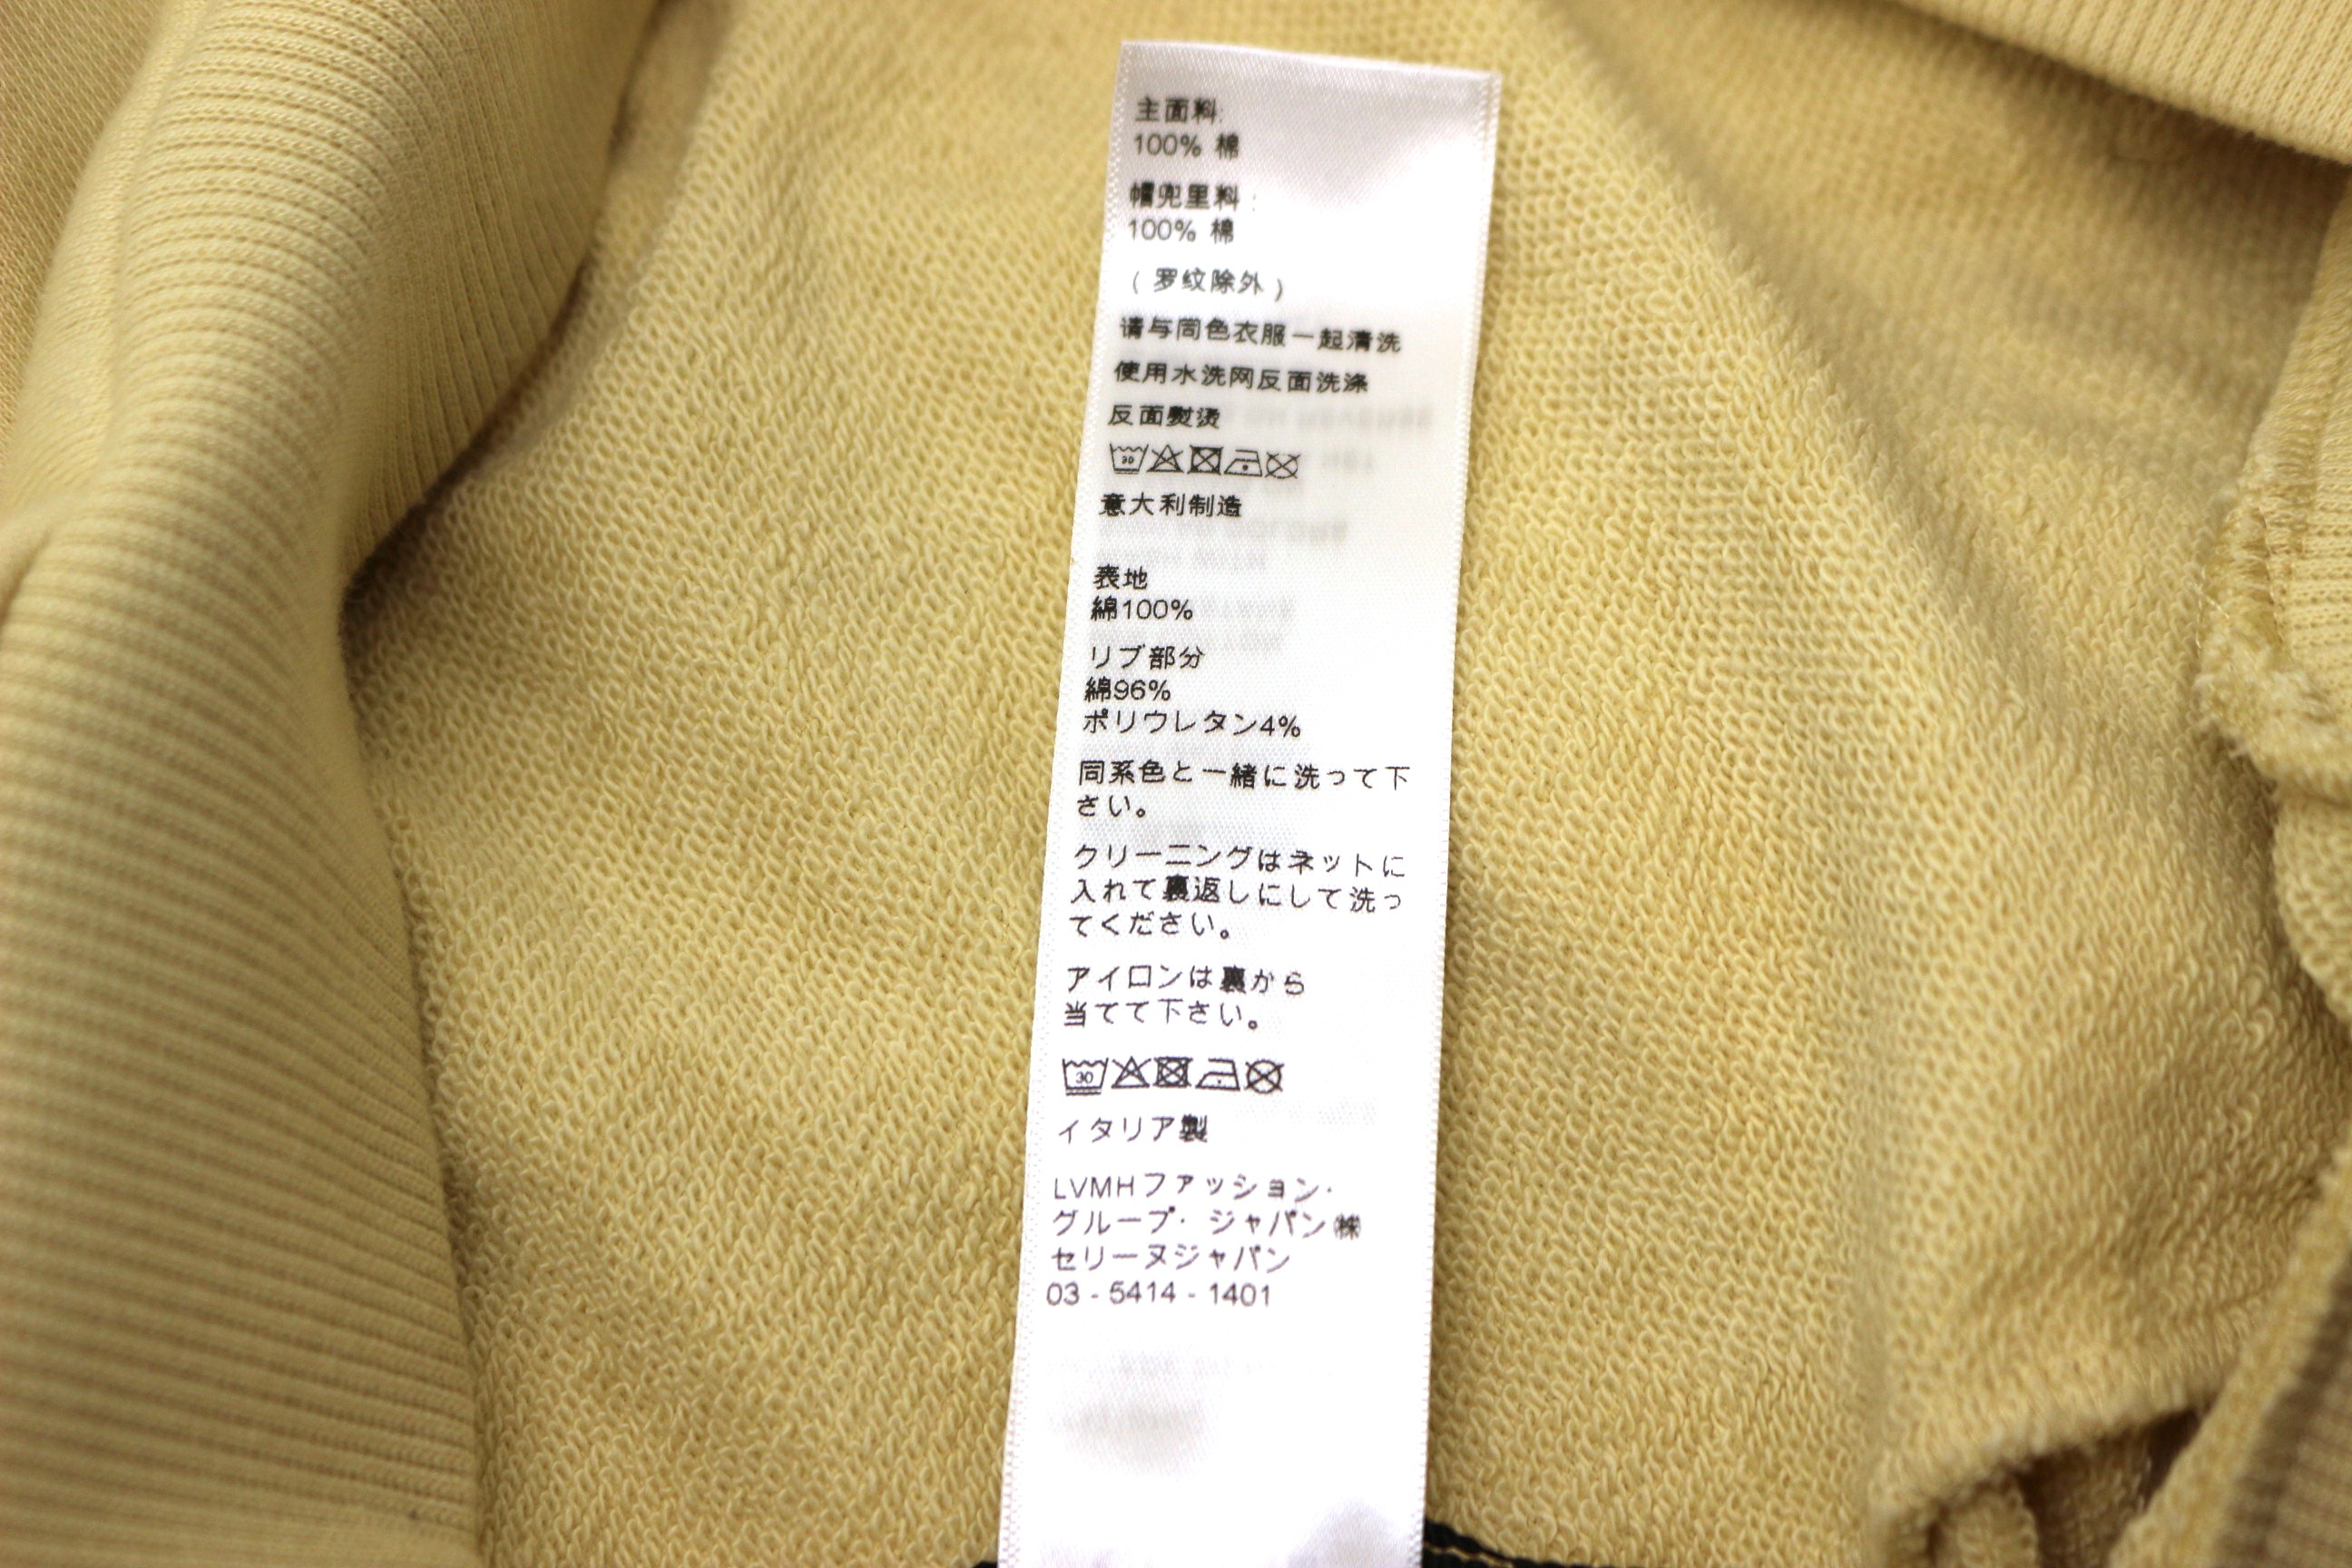 主面料:
100% 棉
帽兜里料:
100% 棉
(罗纹除外)
请与同色衣服一起清洗
使用水洗网反面洗涤
反面熨烫
30
意大利制造
表地
綿100%
リブ部分
綿96%
ポリウレタン4%
同系色と一緒に洗って下
さい。
クリーニングはネットに
入れて裏返しにして洗っ
てください。
アイロンは裏から
当てて下さい。
30
イタリア製
LVMHファッション・
グループ・ジャパン㈱
セリーヌジャパン
03 - 5414 - 1401